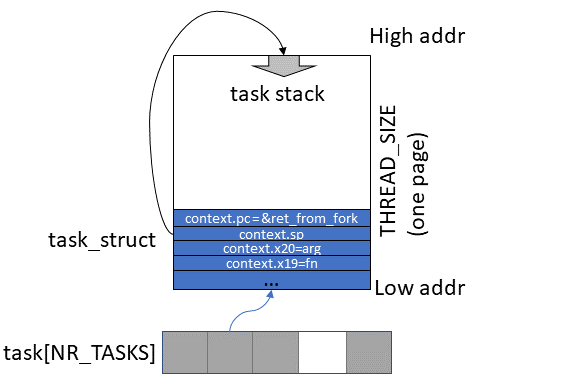 High addr
task stack
THREAD_SIZE
(one page)
context.pc=&ret_from_fork
context.sp
task_struct
context.x20=arg
context.x19=fn
...
Low addr
task[NR_TASKS]